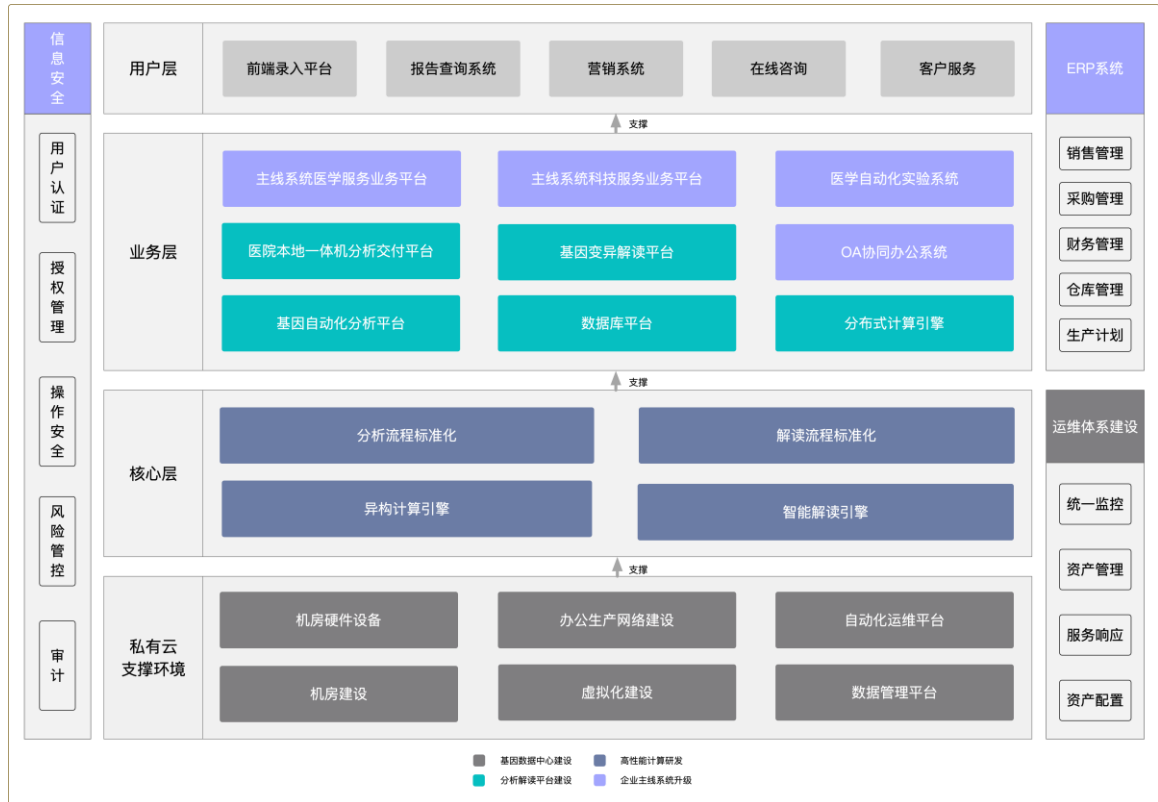 信
息
安
全
用
户
认
证
授
权
管
理
操
作
安
全
风
险
管
控
审
计
用户层
前端录入平台
报告查询系统
营销系统
在线咨询
客户服务
支撑
业务层
主线系统医学服务业务平台
主线系统科技服务业务平台
医学自动化实验系统
医院本地一体机分析交付平台
基因变异解读平台
OA协同办公系统
基因自动化分析平台
数据库平台
分布式计算引擎
支撑
核心层
分析流程标准化
解读流程标准化
异构计算引擎
智能解读引擎
支撑
私有云
支撑环境
机房硬件设备
办公生产网络建设
自动化运维平台
机房建设
虚拟化建设
数据管理平台
ERP系统
销售管理
采购管理
财务管理
仓库管理
生产计划
运维体系建设
统一监控
资产管理
服务响应
资产配置
基因数据中心建设
高性能计算研发
分析解读平台建设
企业主线系统升级